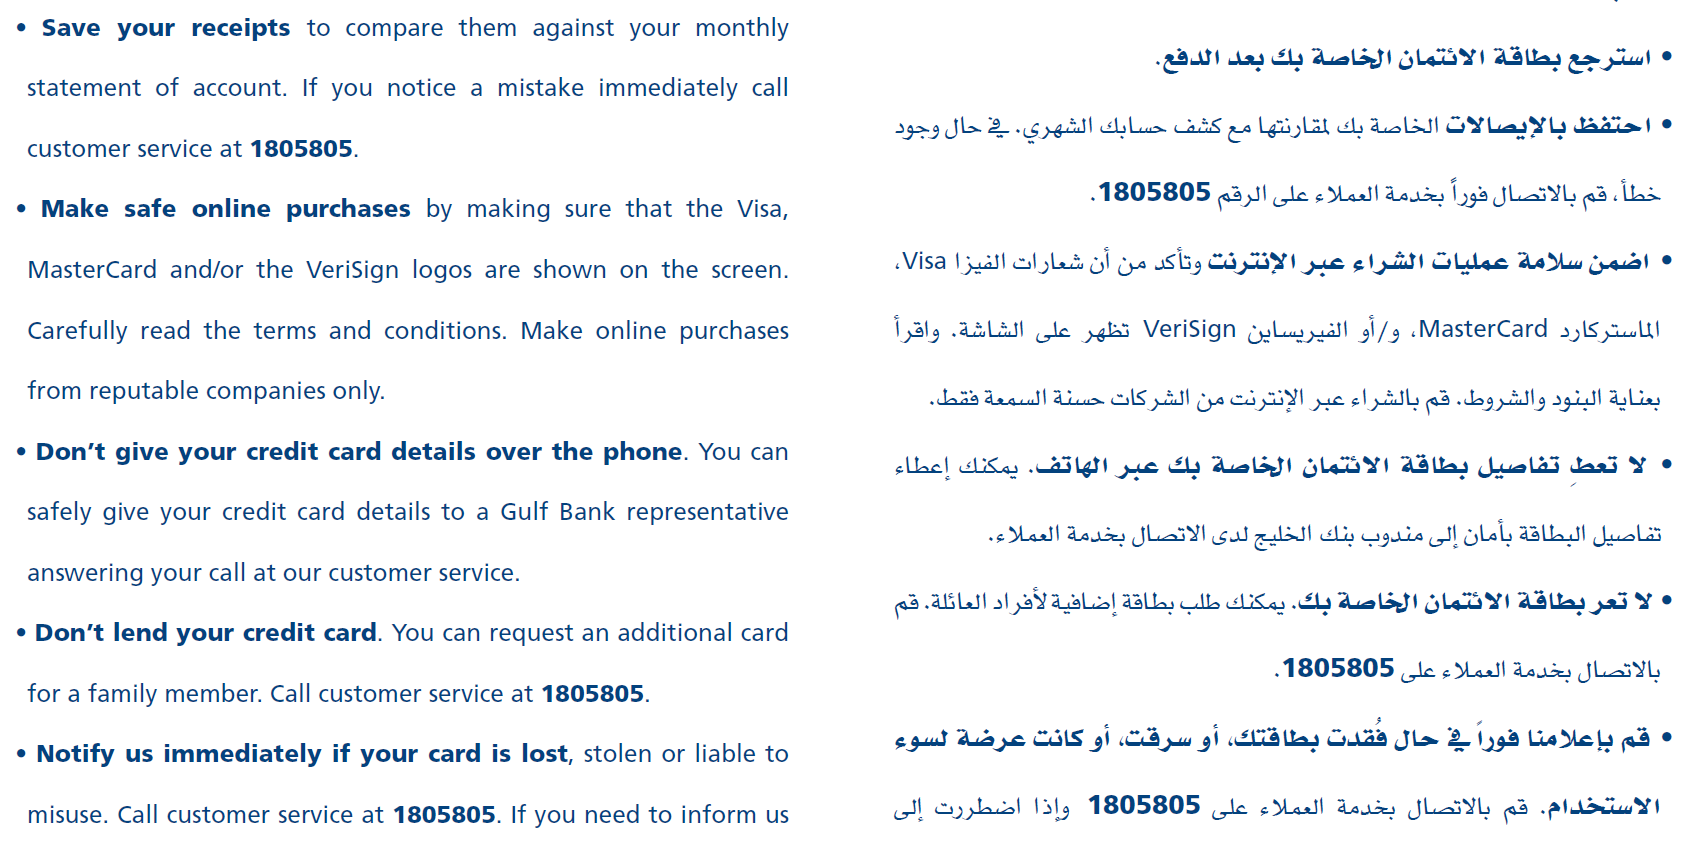 • Save your receipts to compare them against your monthly
statement of account. If you notice a mistake immediately call
customer service at 1805805.
• Make safe online purchases by making sure that the Visa,
MasterCard and/or the VeriSign logos are shown on the screen.
Carefully read the terms and conditions. Make online purchases
from reputable companies only.
• Don’t give your credit card details over the phone. You can
safely give your credit card details to a Gulf Bank representative
answering your call at our customer service.
• Don’t lend your credit card. You can request an additional card
for a family member. Call customer service at 1805805.
• Notify us immediately if your card is lost, stolen or liable to
misuse. Call customer service at 1805805. If you need to inform us
• استرجع بطاقة الائتمان الخاصة بك بعد الدفع.
• احتفظ بالإيصالات الخاصة بك لمقارنتها مع كشف حسابك الشهري. في حال وجود
خطأ، قم بالاتصال فوراً بخدمة العملاء على الرقم 1805805.
• اضمن سلامة عمليات الشراء عبر الإنترنت وتأكد من أن شعارات الفيزا Visa،
الماستركارد MasterCard، و/أو الفيريساين VeriSign تظهر على الشاشة. واقرأ
بعناية البنود والشروط. قم بالشراء عبر الإنترنت من الشركات حسنة السمعة فقط.
• لا تعطِ تفاصيل بطاقة الائتمان الخاصة بك عبر الهاتف. يمكنك إعطاء
تفاصيل البطاقة بأمان إلى مندوب بنك الخليج لدى الاتصال بخدمة العملاء.
• لا تعر بطاقة الائتمان الخاصة بك. يمكنك طلب بطاقة إضافية لأفراد العائلة. قم
بالاتصال بخدمة العملاء على 1805805.
• قم بإعلامنا فوراً في حال فُقدت بطاقتك، أو سرقت، أو كانت عرضة لسوء
الاستخدام. قم بالاتصال بخدمة العملاء على 1805805 وإذا اضطررت إلى